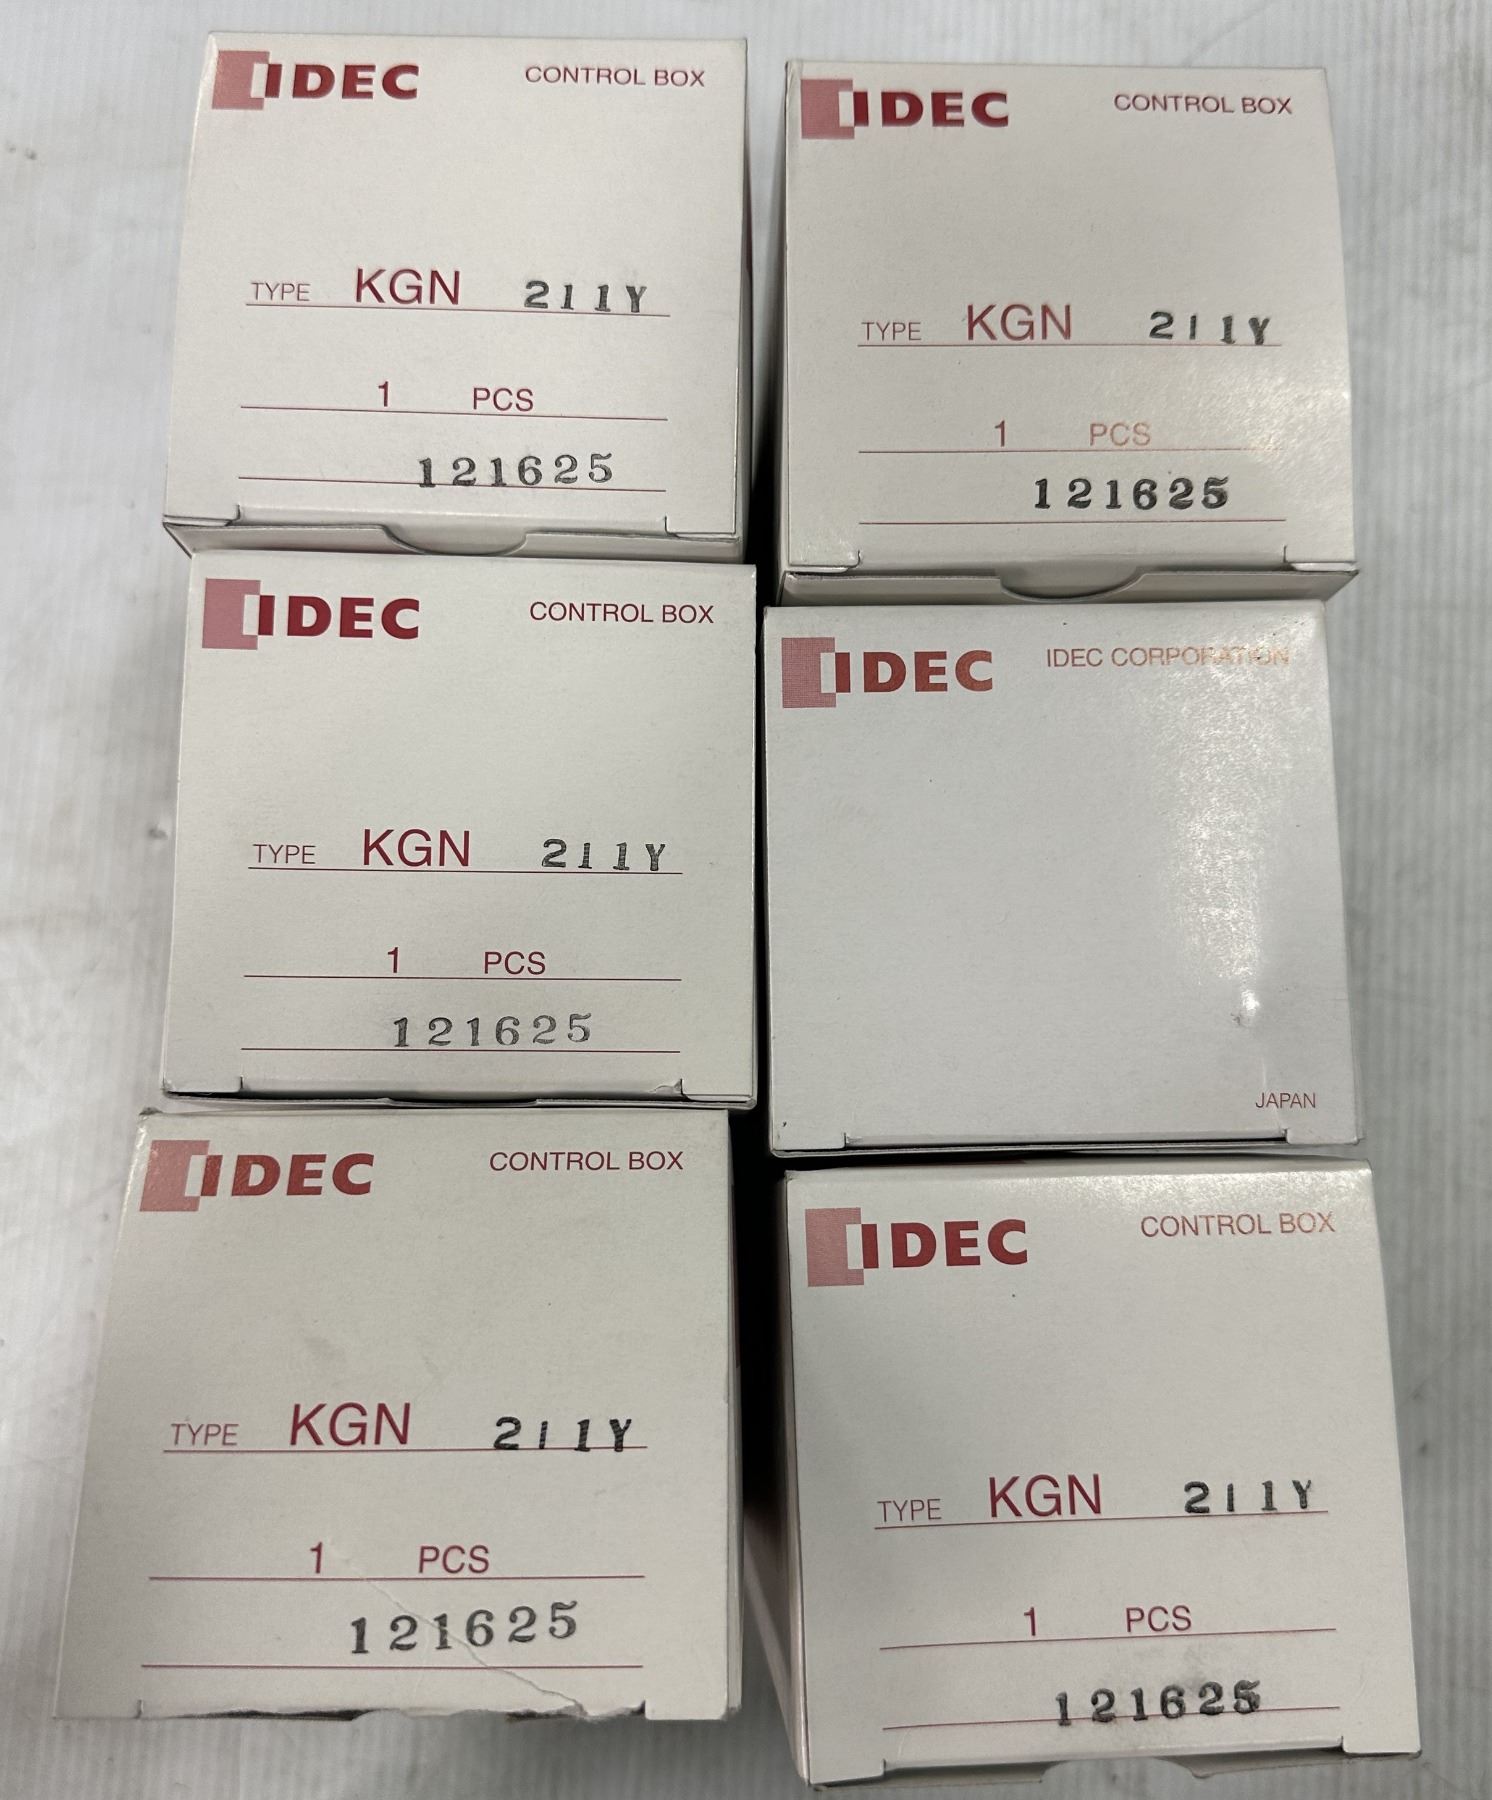 IDEC CONTROL BOX
TYPE KGN 211Y
1 PCS
121625
IDEC CONTROL BOX
TYPE KGN 211Y
1 PCS
121625
IDEC CONTROL BOX
TYPE KGN 211Y
1 PCS
121625
IDEC IDEC CORPORATION
JAPAN
IDEC CONTROL BOX
TYPE KGN 211Y
1 PCS
121625
IDEC CONTROL BOX
TYPE KGN 211Y
1 PCS
121625